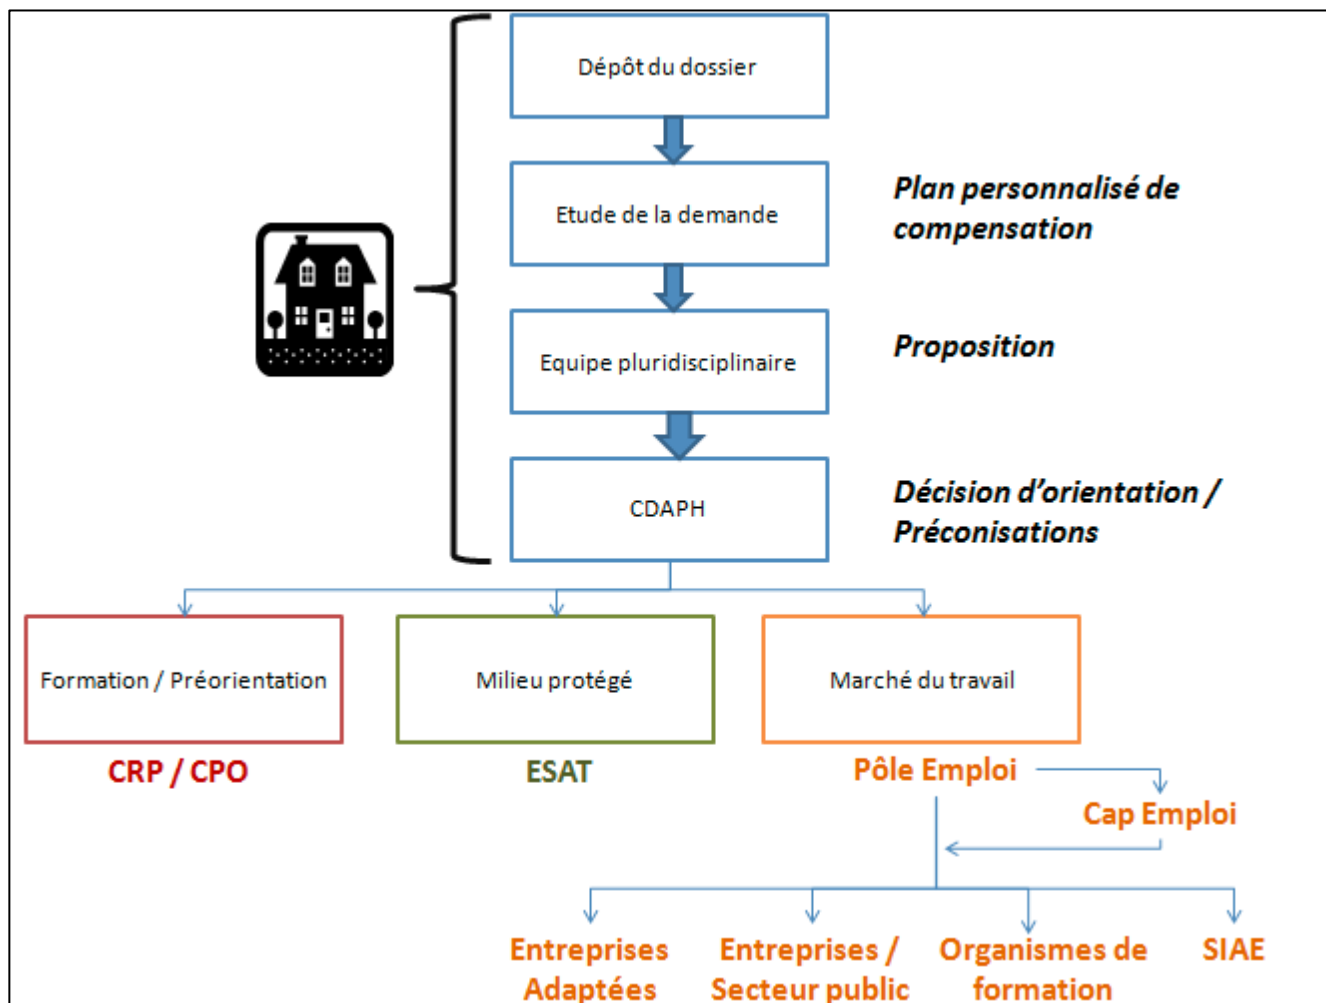 Dépôt du dossier
Etude de la demande
Plan personnalisé de
compensation
Equipe pluridisciplinaire
Proposition
CDAPH
Décision d'orientation /
Préconisations
Formation / Préorientation
Milieu protégé
Marché du travail
CRP / CPO
ESAT
Pôle Emploi
Cap Emploi
Entreprises
Adaptées
Entreprises /
Secteur public
Organismes de
formation
SIAE